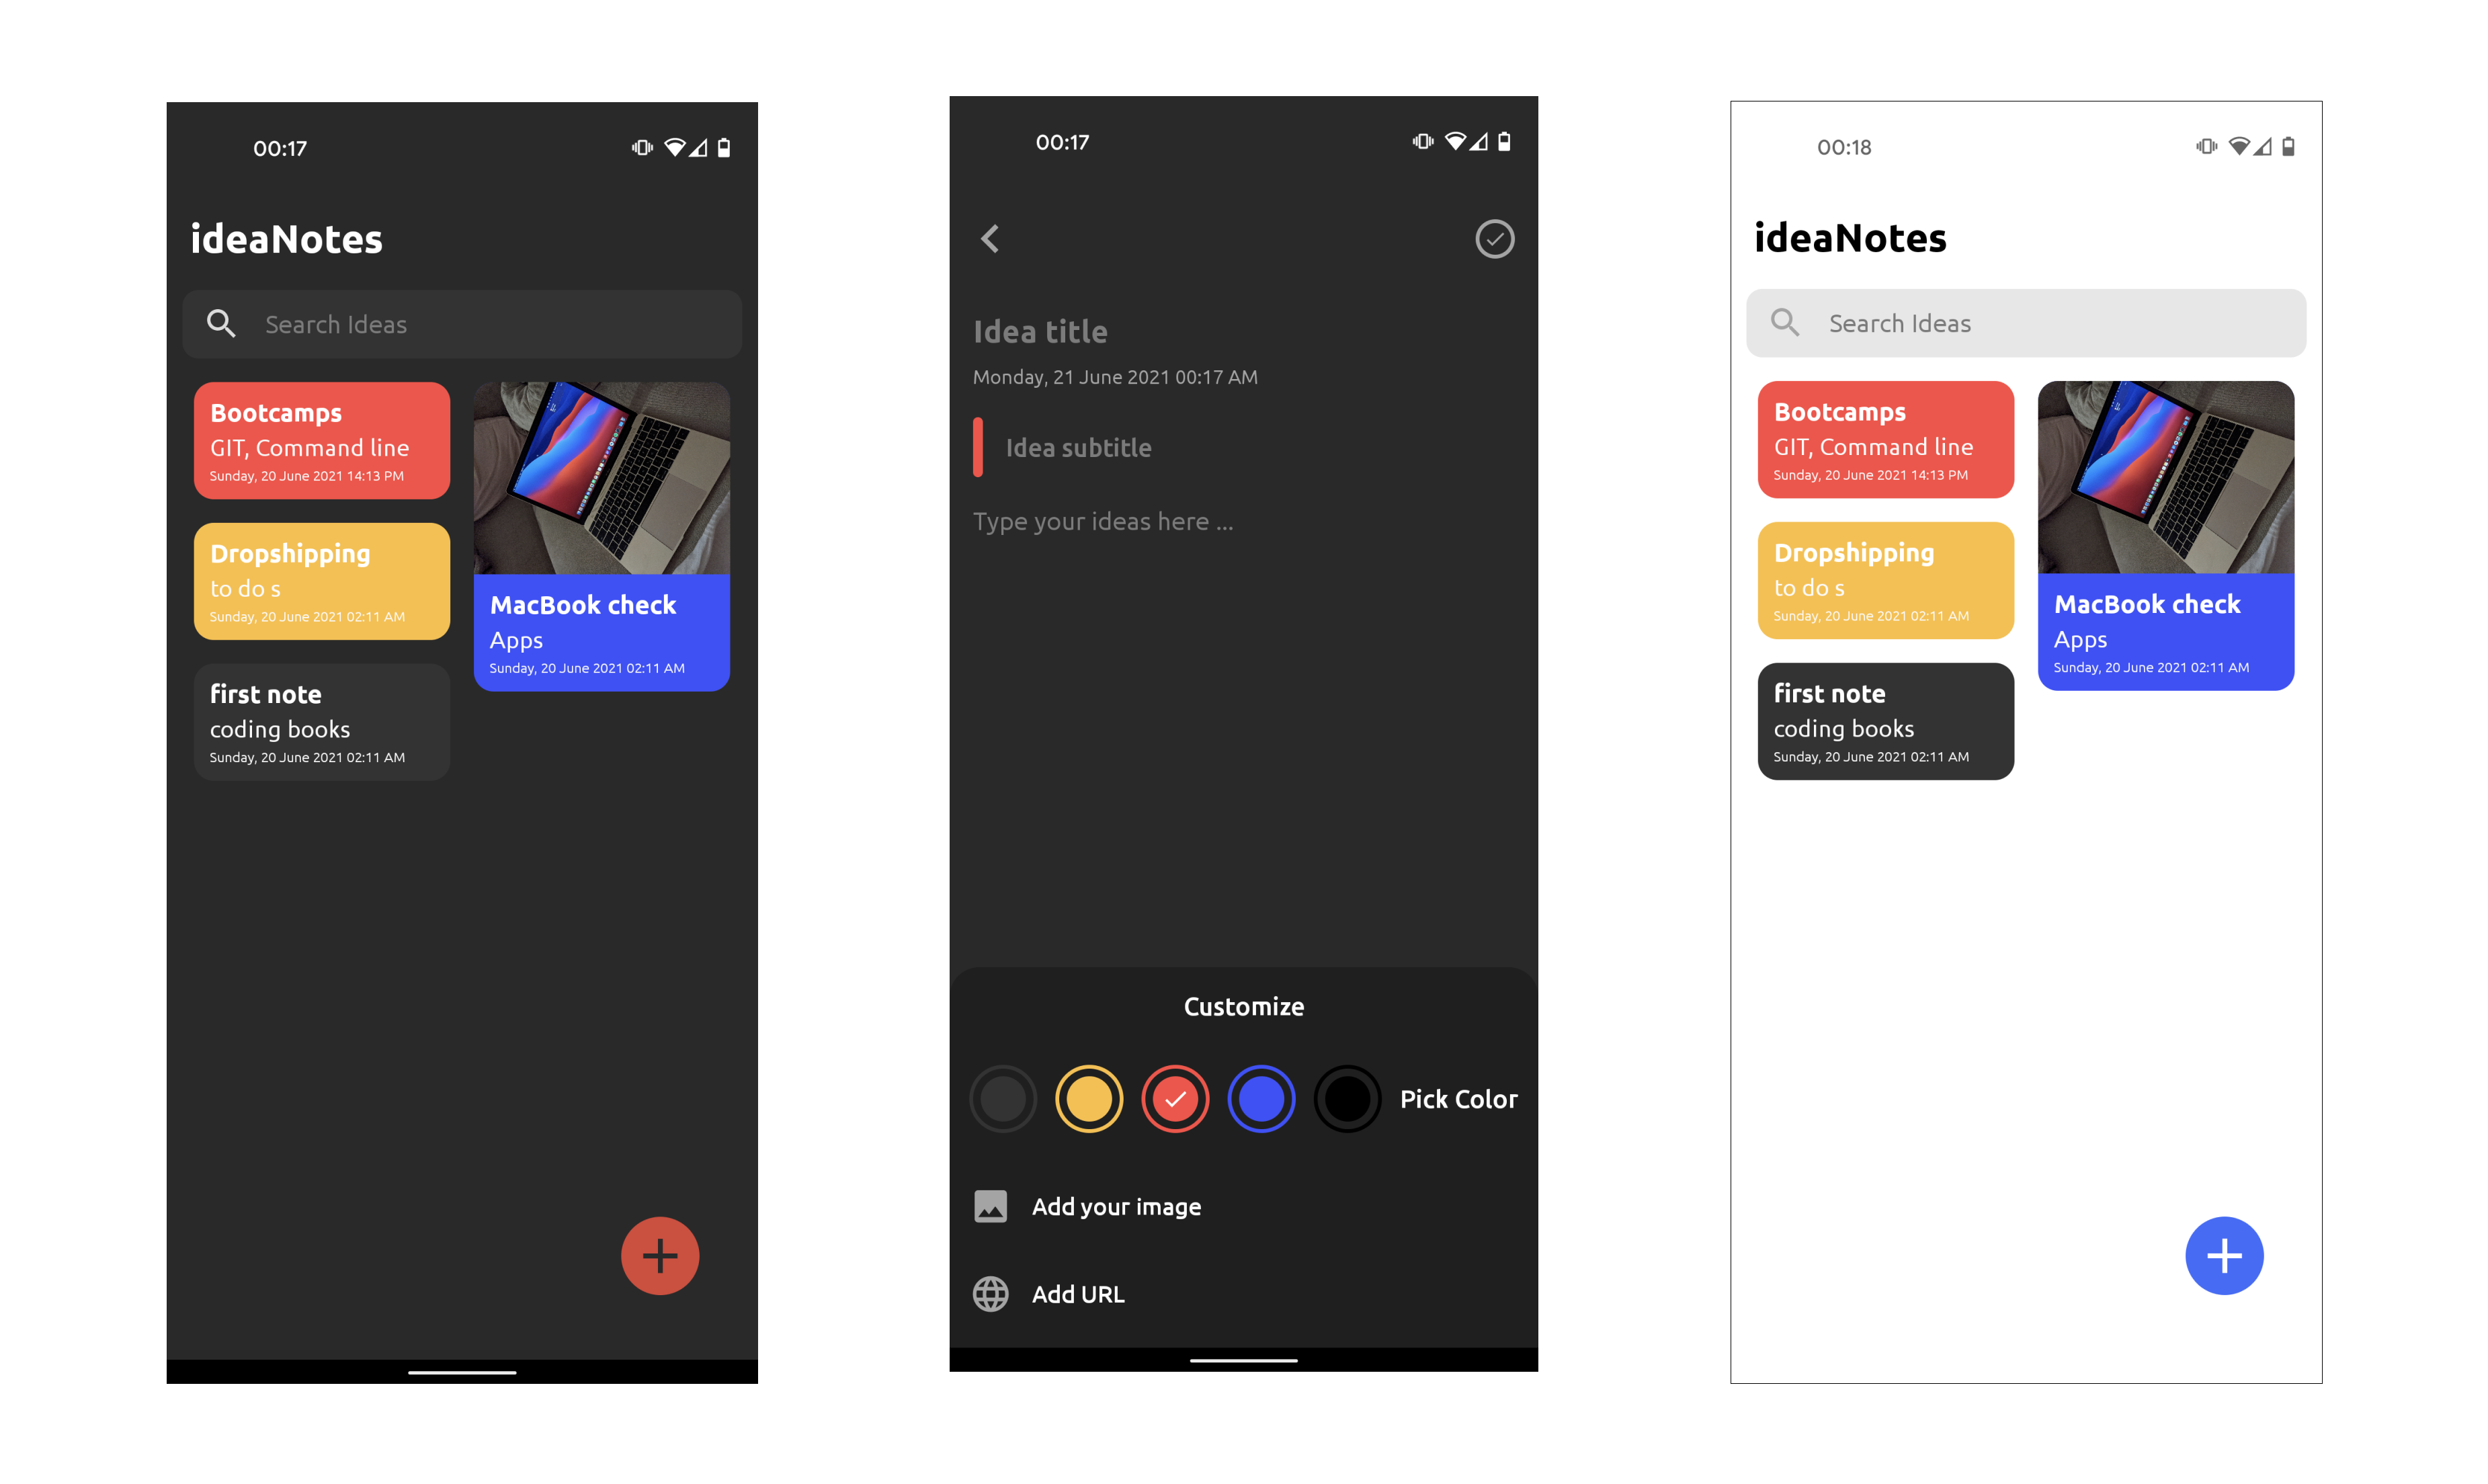 00:17
ideaNotes
Search Ideas
Bootcamps
GIT, Command line
Sunday, 20 June 2021 14:13 PM
Dropshipping
to do s
Sunday, 20 June 2021 02:11 AM
first note
coding books
Sunday, 20 June 2021 02:11 AM
MacBook check
Apps
Sunday, 20 June 2021 02:11 AM
00:17
Idea title
Monday, 21 June 2021 00:17 AM
Idea subtitle
Type your ideas here ...
Customize
Pick Color
Add your image
Add URL
00:18
ideaNotes
Search Ideas
Bootcamps
GIT, Command line
Sunday, 20 June 2021 14:13 PM
Dropshipping
to do s
Sunday, 20 June 2021 02:11 AM
first note
coding books
Sunday, 20 June 2021 02:11 AM
MacBook check
Apps
Sunday, 20 June 2021 02:11 AM